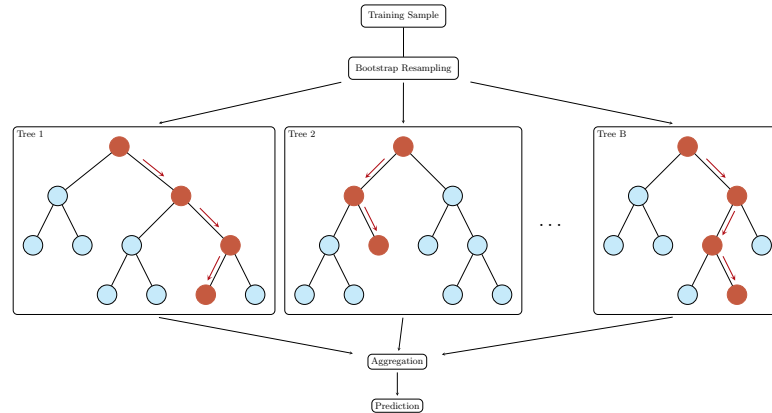 Training Sample
Bootstrap Resampling
Tree 1
Tree 2
Tree B
...
Aggregation
Prediction